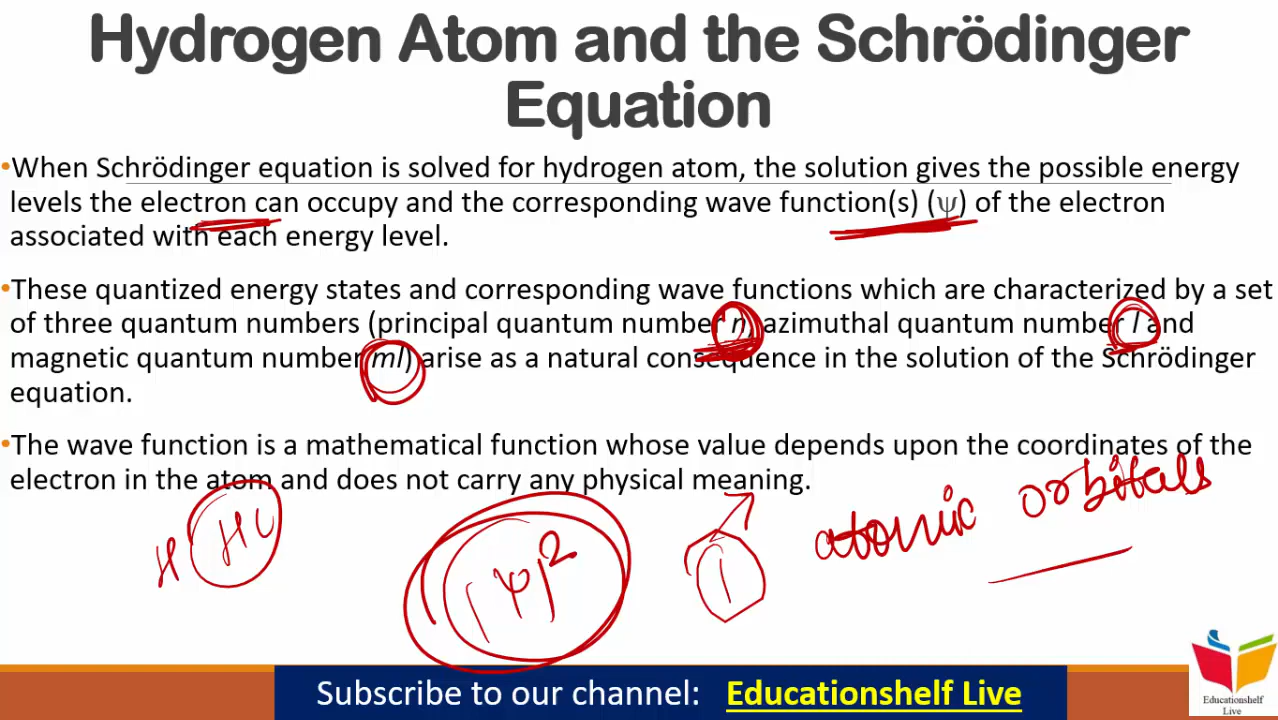 Hydrogen Atom and the Schrödinger
Equation
•When Schrödinger equation is solved for hydrogen atom, the solution gives the possible energy
levels the electron can occupy and the corresponding wave function(s) (ψ) of the electron
associated with each energy level.
•These quantized energy states and corresponding wave functions which are characterized by a set
of three quantum numbers (principal quantum number n, azimuthal quantum number l and
magnetic quantum number ml) arise as a natural consequence in the solution of the Schrödinger
equation.
•The wave function is a mathematical function whose value depends upon the coordinates of the
electron in the atom and does not carry any physical meaning.
H
|ψ|²
atomic orbitals
Subscribe to our channel: Educationshelf Live
Educationshelf
Live